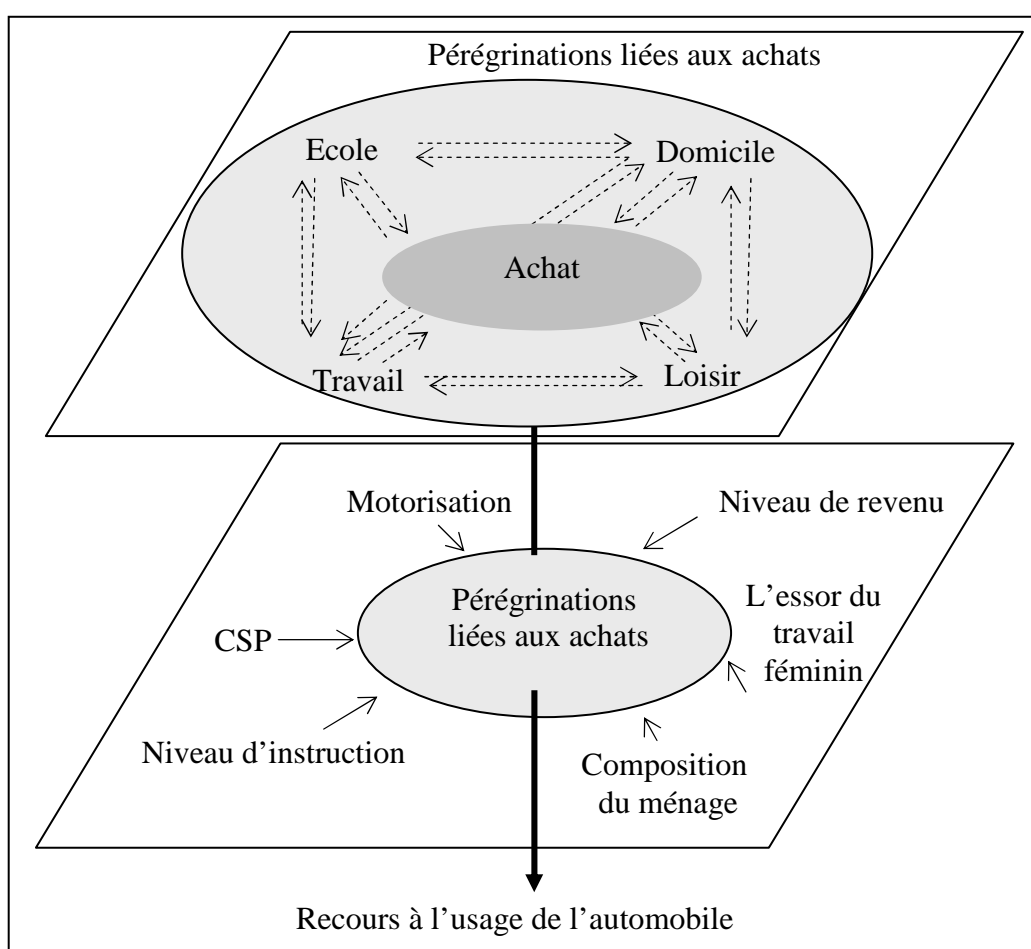 Pérégrinations liées aux achats
Ecole
Domicile
Achat
Travail
Loisir
Motorisation
Niveau de revenu
Pérégrinations
liées aux achats
L’essor du
travail
féminin
CSP
Niveau d’instruction
Composition
du ménage
Recours à l’usage de l’automobile